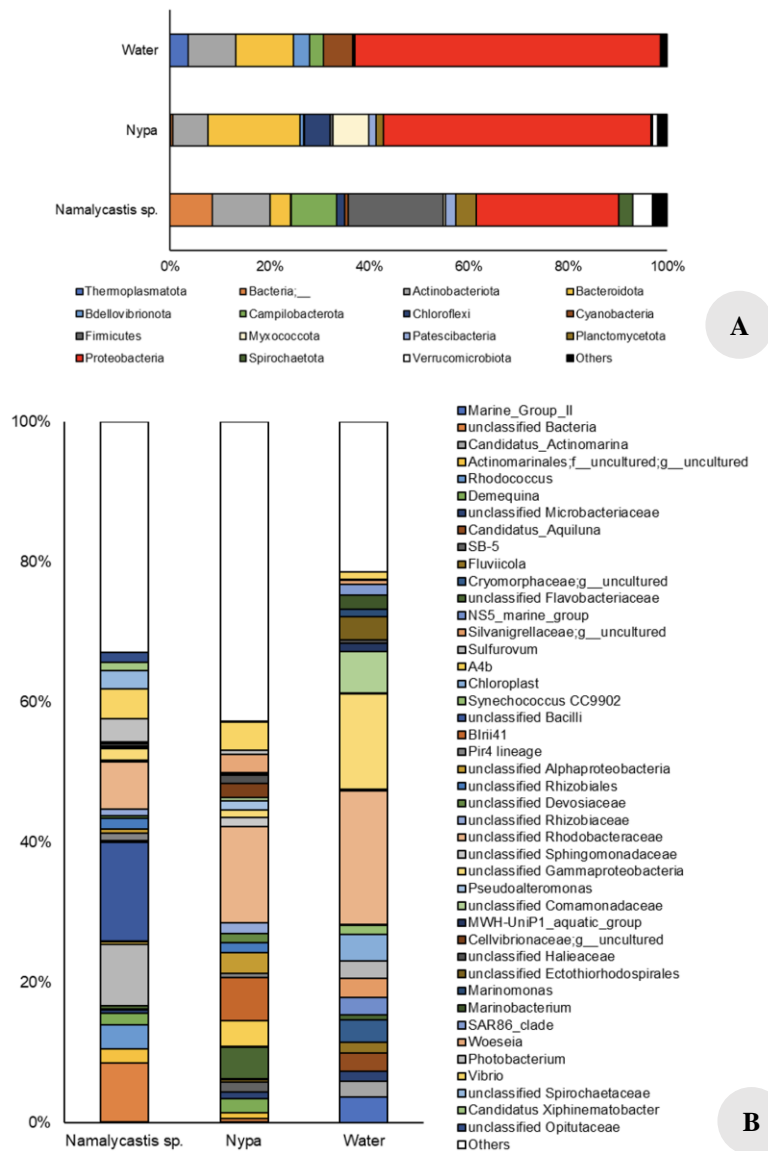 Water
Nypa
Namalycastis sp.
0% 20% 40% 60% 80% 100%
Thermoplasmatota Bacteria;__ Actinobacteriota Bacteroidota
Bdellovibrionota Campilobacterota Chloroflexi Cyanobacteria
Firmicutes Myxococcota Patescibacteria Planctomycetota
Proteobacteria Spirochaetota Verrucomicrobiota Others
A
100%
80%
60%
40%
20%
0%
Namalycastis sp. Nypa Water
Marine_Group_II
unclassified Bacteria
Candidatus_Actinomarina
Actinomarinales;f__uncultured;g__uncultured
Rhodococcus
Demequina
unclassified Microbacteriaceae
Candidatus_Aquiluna
SB-5
Fluviicola
Cryomorphaceae;g__uncultured
unclassified Flavobacteriaceae
NS5_marine_group
Silvanigrellaceae;g__uncultured
Sulfurovum
A4b
Chloroplast
Synechococcus CC9902
unclassified Bacilli
BIrii41
Pir4 lineage
unclassified Alphaproteobacteria
unclassified Rhizobiales
unclassified Devosiaceae
unclassified Rhizobiaceae
unclassified Rhodobacteraceae
unclassified Sphingomonadaceae
unclassified Gammaproteobacteria
Pseudoalteromonas
unclassified Comamonadaceae
MWH-UniP1_aquatic_group
Cellvibrionaceae;g__uncultured
unclassified Halieaceae
unclassified Ectothiorhodospirales
Marinomonas
Marinobacterium
SAR86_clade
Woeseia
Photobacterium
Vibrio
unclassified Spirochaetaceae
Candidatus Xiphinematobacter
unclassified Opitutaceae
Others
B